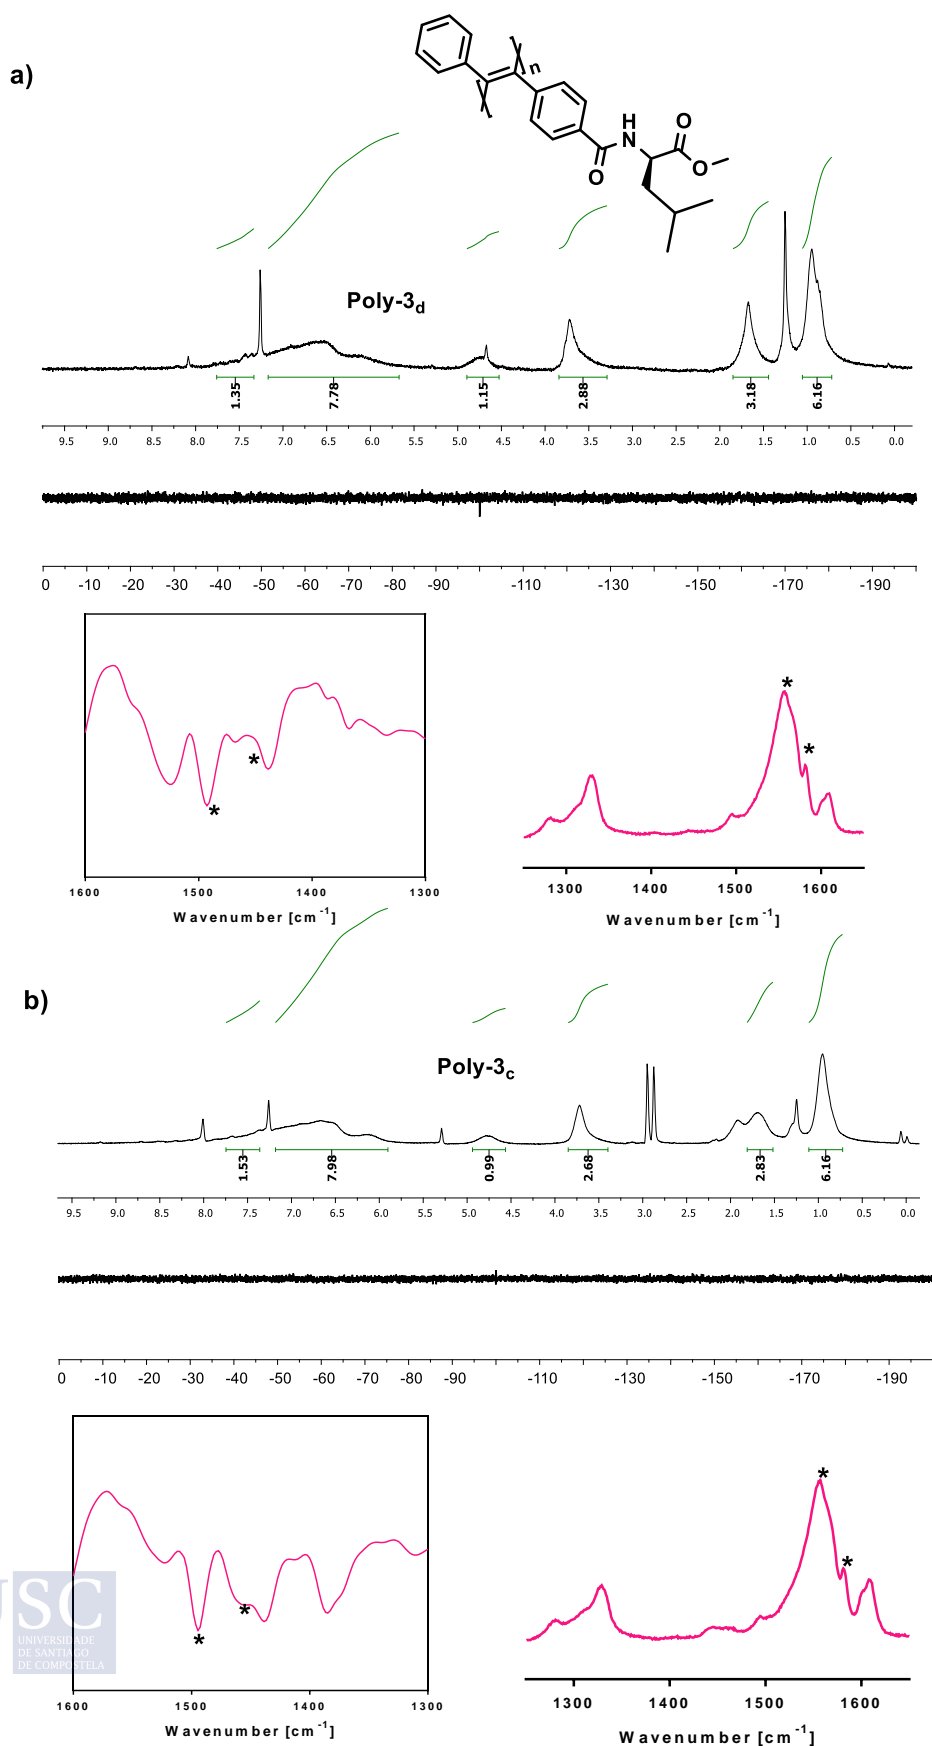 a)
n
H
N
O
O
O
Poly-3d
1.35 7.78 1.15 2.88 3.18 6.16
9.5 9.0 8.5 8.0 7.5 7.0 6.5 6.0 5.5 5.0 4.5 4.0 3.5 3.0 2.5 2.0 1.5 1.0 0.5 0.0
0 -10 -20 -30 -40 -50 -60 -70 -80 -90 -110 -130 -150 -170 -190
*
*
*
*
1600 1500 1400 1300
Wavenumber [cm-1]
1300 1400 1500 1600
Wavenumber [cm-1]
b)
Poly-3c
1.53 7.98 0.99 2.68 2.83 6.16
9.5 9.0 8.5 8.0 7.5 7.0 6.5 6.0 5.5 5.0 4.5 4.0 3.5 3.0 2.5 2.0 1.5 1.0 0.5 0.0
0 -10 -20 -30 -40 -50 -60 -70 -80 -90 -110 -130 -150 -170 -190
*
*
*
*
USC
UNIVERSIDADE
DE SANTIAGO
DE COMPOSTELA
1600 1500 1400 1300
Wavenumber [cm-1]
1300 1400 1500 1600
Wavenumber [cm-1]